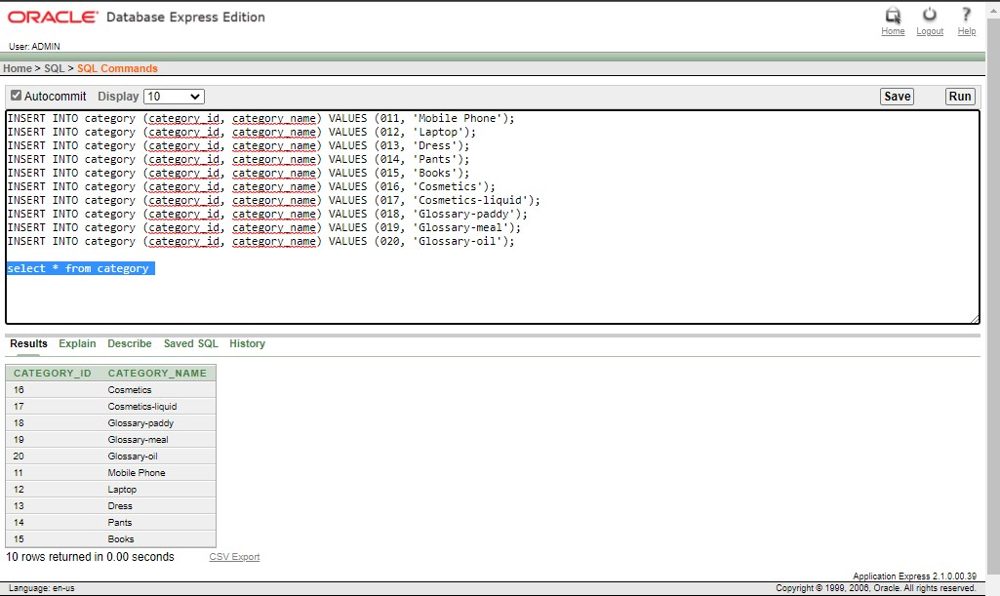 ORACLE® Database Express Edition
Home Logout Help
User: ADMIN
Home > SQL > SQL Commands
Autocommit Display 10 Save Run
INSERT INTO category (category_id, category_name) VALUES (011, 'Mobile Phone');
INSERT INTO category (category_id, category_name) VALUES (012, 'Laptop');
INSERT INTO category (category_id, category_name) VALUES (013, 'Dress');
INSERT INTO category (category_id, category_name) VALUES (014, 'Pants');
INSERT INTO category (category_id, category_name) VALUES (015, 'Books');
INSERT INTO category (category_id, category_name) VALUES (016, 'Cosmetics');
INSERT INTO category (category_id, category_name) VALUES (017, 'Cosmetics-liquid');
INSERT INTO category (category_id, category_name) VALUES (018, 'Glossary-paddy');
INSERT INTO category (category_id, category_name) VALUES (019, 'Glossary-meal');
INSERT INTO category (category_id, category_name) VALUES (020, 'Glossary-oil');
select * from category
Results Explain Describe Saved SQL History
CATEGORY_ID CATEGORY_NAME
16 Cosmetics
17 Cosmetics-liquid
18 Glossary-paddy
19 Glossary-meal
20 Glossary-oil
11 Mobile Phone
12 Laptop
13 Dress
14 Pants
15 Books
10 rows returned in 0.00 seconds CSV Export
Application Express 2.1.0.00.39
Language: en-us Copyright © 1999, 2006, Oracle. All rights reserved.